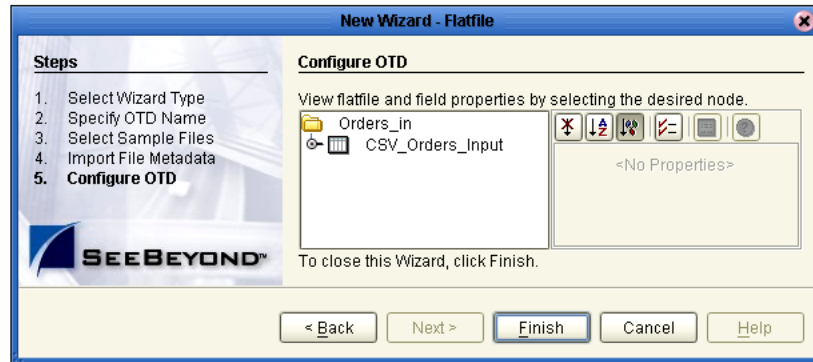 New Wizard - Flatfile
Steps
1. Select Wizard Type
2. Specify OTD Name
3. Select Sample Files
4. Import File Metadata
5. Configure OTD
SEEBEYOND™
Configure OTD
View flatfile and field properties by selecting the desired node.
Orders_in
CSV_Orders_Input
<No Properties>
To close this Wizard, click Finish.
< Back
Next >
Finish
Cancel
Help